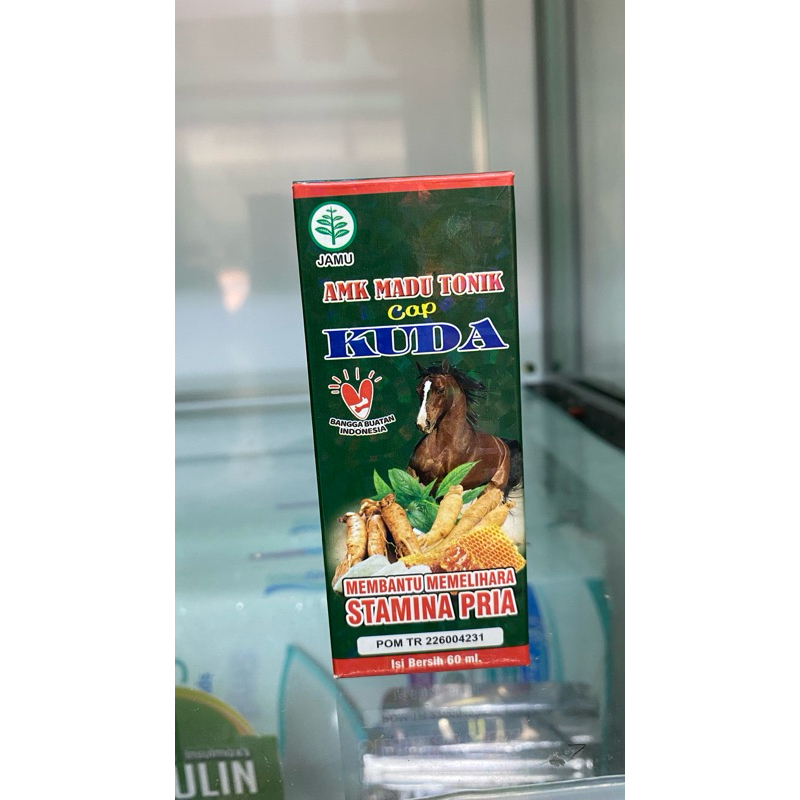 JAMU
AMK MADU TONIK
Cap
KUDA
BANGGA BUATAN
INDONESIA
MEMBANTU MEMELIHARA
STAMINA PRIA
POM TR 226004231
Isi Bersih 60 ml.
ULIN